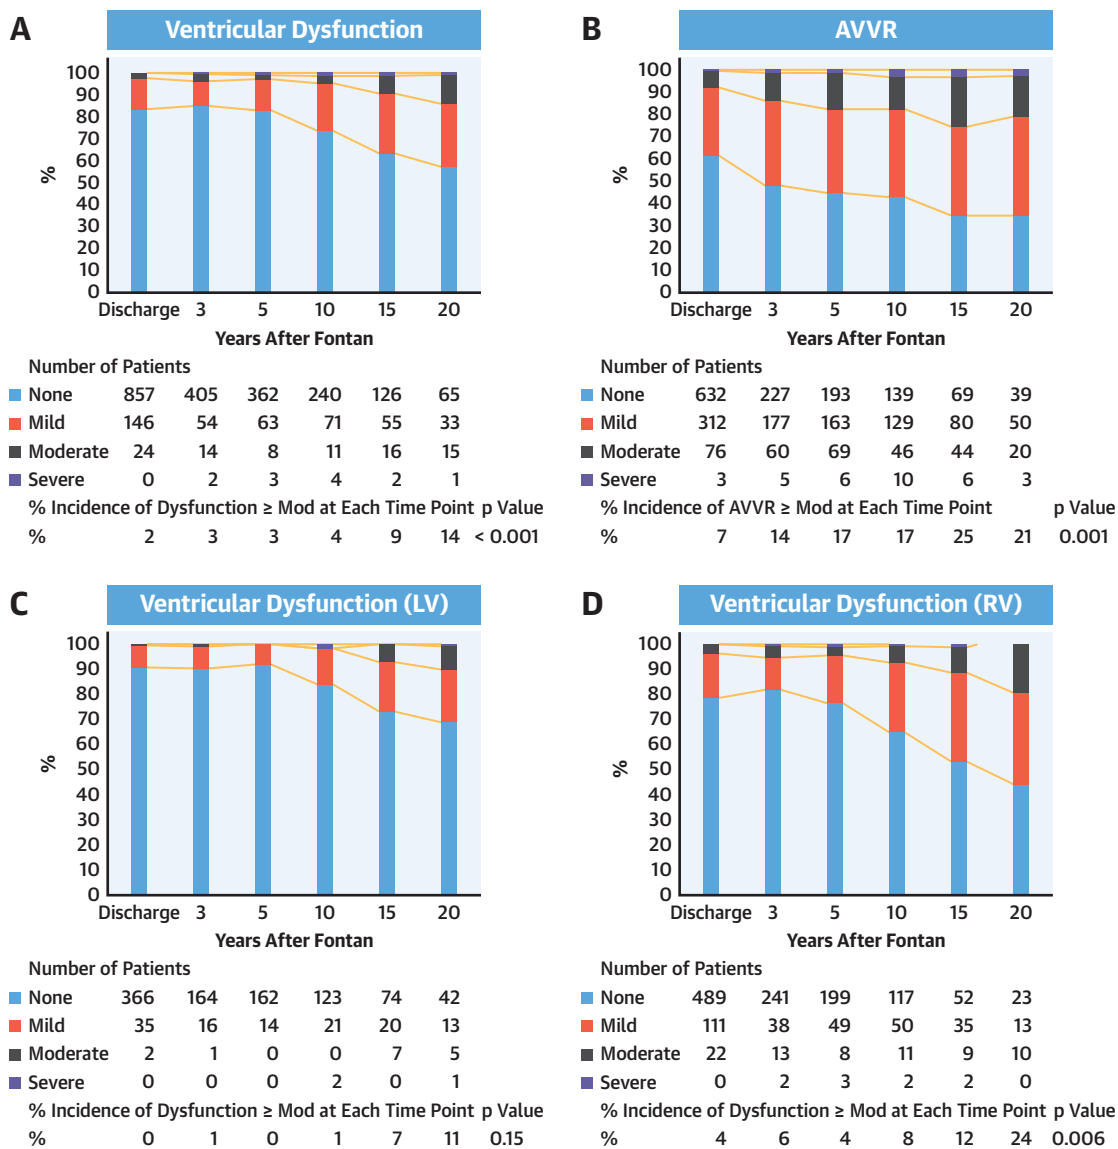 A
Ventricular Dysfunction
%
100
90
80
70
60
50
40
30
20
10
0
Discharge 3 5 10 15 20
Years After Fontan
Number of Patients
None 857 405 362 240 126 65
Mild 146 54 63 71 55 33
Moderate 24 14 8 11 16 15
Severe 0 2 3 4 2 1
% Incidence of Dysfunction ≥ Mod at Each Time Point p Value
% 2 3 3 4 9 14 < 0.001
B
AVVR
%
100
90
80
70
60
50
40
30
20
10
0
Discharge 3 5 10 15 20
Years After Fontan
Number of Patients
None 632 227 193 139 69 39
Mild 312 177 163 129 80 50
Moderate 76 60 69 46 44 20
Severe 3 5 6 10 6 3
% Incidence of AVVR ≥ Mod at Each Time Point p Value
% 7 14 17 17 25 21 0.001
C
Ventricular Dysfunction (LV)
%
100
90
80
70
60
50
40
30
20
10
0
Discharge 3 5 10 15 20
Years After Fontan
Number of Patients
None 366 164 162 123 74 42
Mild 35 16 14 21 20 13
Moderate 2 1 0 0 7 5
Severe 0 0 0 2 0 1
% Incidence of Dysfunction ≥ Mod at Each Time Point p Value
% 0 1 0 1 7 11 0.15
D
Ventricular Dysfunction (RV)
%
100
90
80
70
60
50
40
30
20
10
0
Discharge 3 5 10 15 20
Years After Fontan
Number of Patients
None 489 241 199 117 52 23
Mild 111 38 49 50 35 13
Moderate 22 13 8 11 9 10
Severe 0 2 3 2 2 0
% Incidence of Dysfunction ≥ Mod at Each Time Point p Value
% 4 6 4 8 12 24 0.006